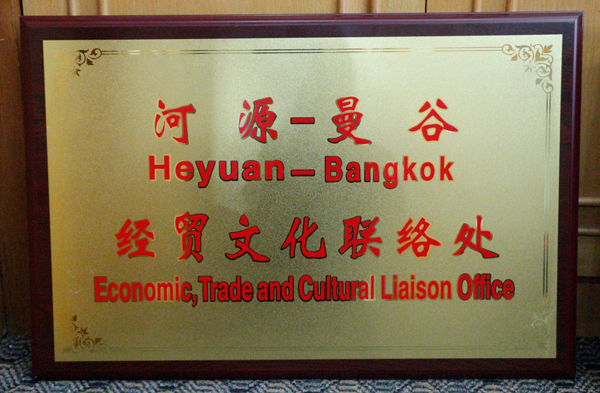 河源－曼谷
Heyuan – Bangkok
经贸文化联络处
Economic, Trade and Cultural Liaison Office